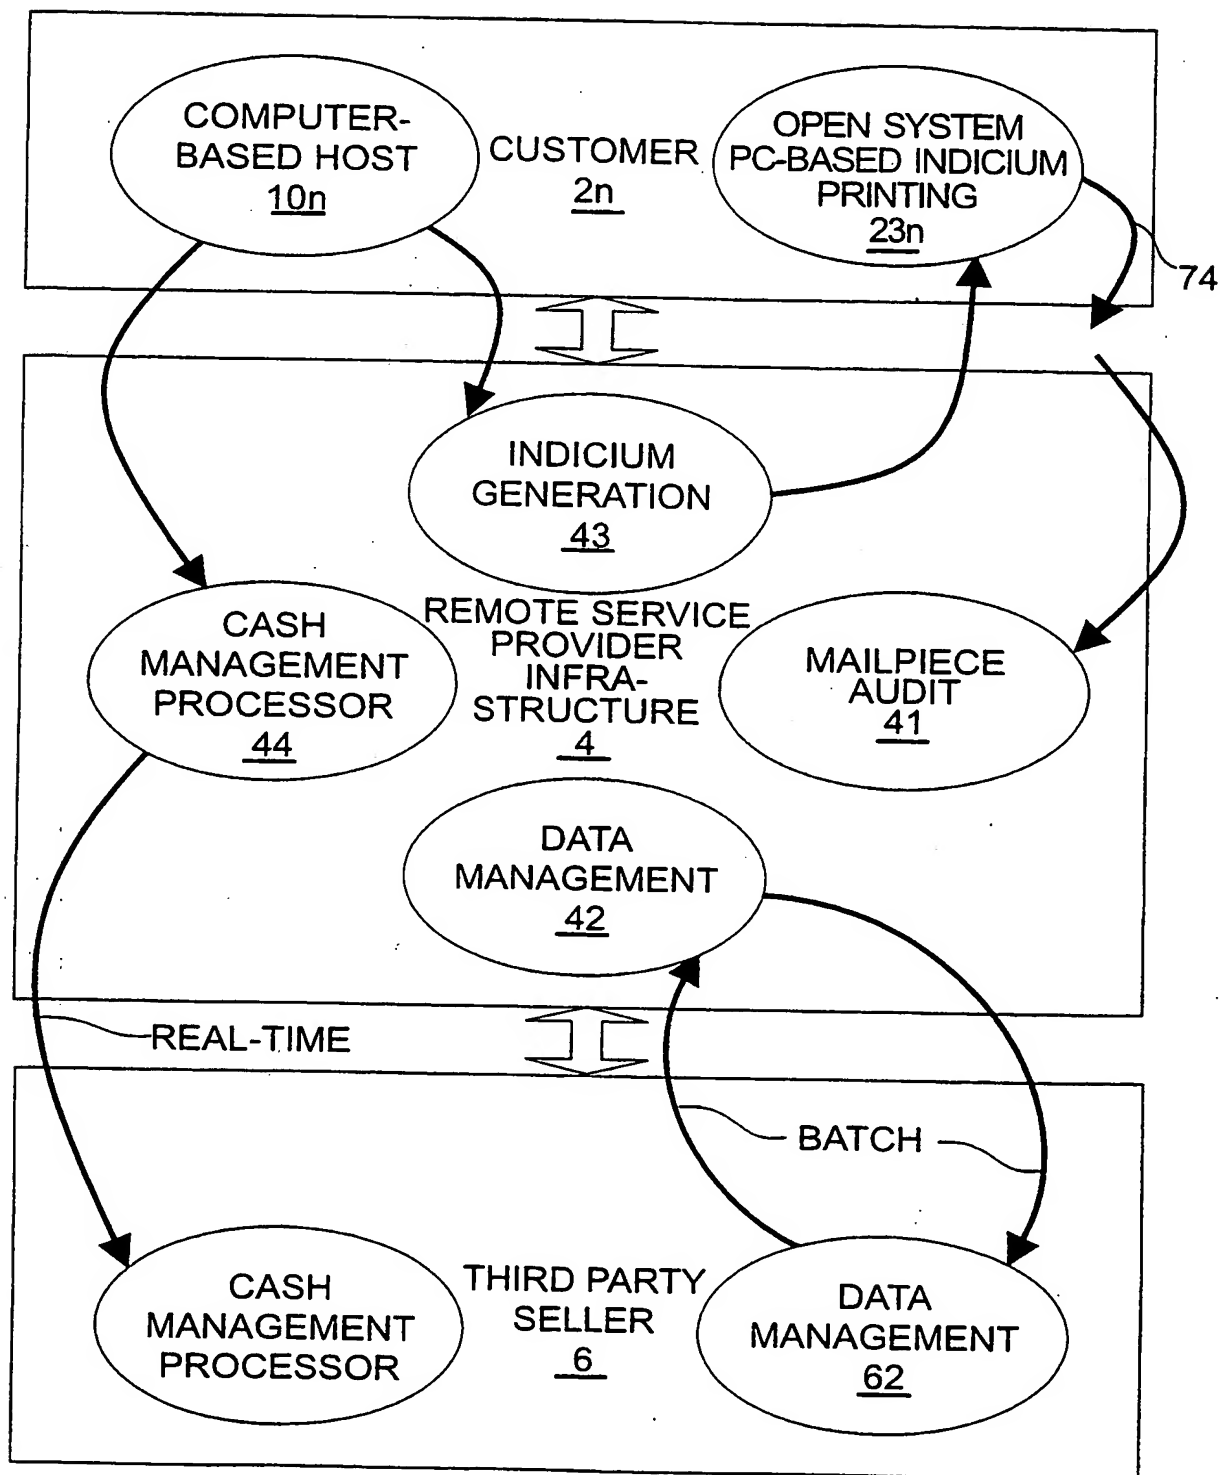 COMPUTER-
BASED HOST
10n
CUSTOMER
2n
OPEN SYSTEM
PC-BASED INDICIUM
PRINTING
23n
74
INDICIUM
GENERATION
43
CASH
MANAGEMENT
PROCESSOR
44
REMOTE SERVICE
PROVIDER
INFRA-
STRUCTURE
4
MAILPIECE
AUDIT
41
DATA
MANAGEMENT
42
REAL-TIME
BATCH
CASH
MANAGEMENT
PROCESSOR
THIRD PARTY
SELLER
6
DATA
MANAGEMENT
62